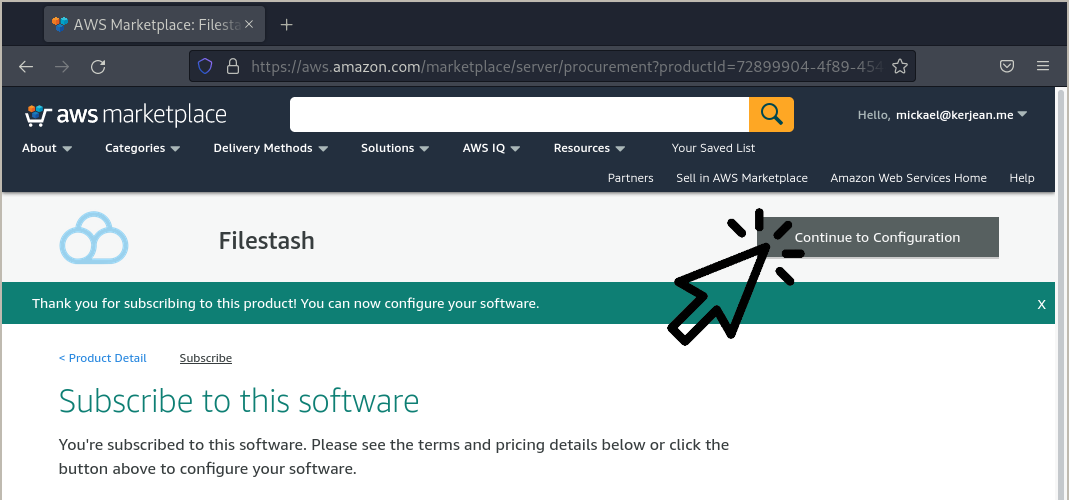 AWS Marketplace: Filesta
https://aws.amazon.com/marketplace/server/procurement?productId=72899904-4f89-454
aws marketplace
Hello, mickael@kerjean.me
About Categories Delivery Methods Solutions AWS IQ Resources Your Saved List
Partners Sell in AWS Marketplace Amazon Web Services Home Help
Filestash
Continue to Configuration
Thank you for subscribing to this product! You can now configure your software. X
< Product Detail Subscribe
Subscribe to this software
You're subscribed to this software. Please see the terms and pricing details below or click the
button above to configure your software.